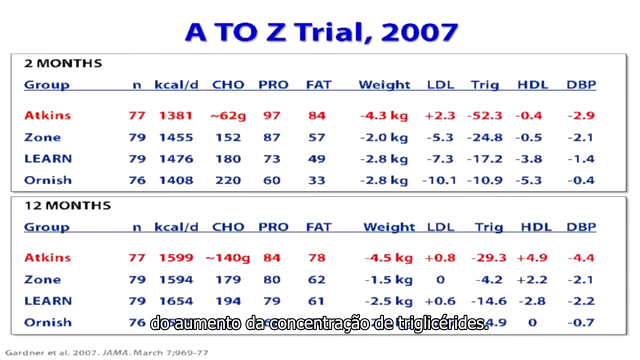 A TO Z Trial, 2007
2 MONTHS
Group n kcal/d CHO PRO FAT Weight LDL Trig HDL DBP
Atkins 77 1381 ~62g 97 84 -4.3 kg +2.3 -52.3 -0.4 -2.9
Zone 79 1455 152 87 57 -2.0 kg -5.3 -24.8 -0.5 -2.1
LEARN 79 1476 180 73 49 -2.8 kg -7.3 -17.2 -3.8 -1.4
Ornish 76 1408 220 60 33 -2.8 kg -10.1 -10.9 -5.3 -0.4
12 MONTHS
Group n kcal/d CHO PRO FAT Weight LDL Trig HDL DBP
Atkins 77 1599 ~140g 84 78 -4.5 kg +0.8 -29.3 +4.9 -4.4
Zone 79 1594 179 80 62 -1.5 kg 0 -4.2 +2.2 -2.1
LEARN 79 1654 194 79 61 -2.5 kg +0.6 -14.6 -2.8 -2.2
Ornish 76 0 -0.7
do aumento da concentração de triglicérides.
Gardner et al. 2007. JAMA. March 7;969-77